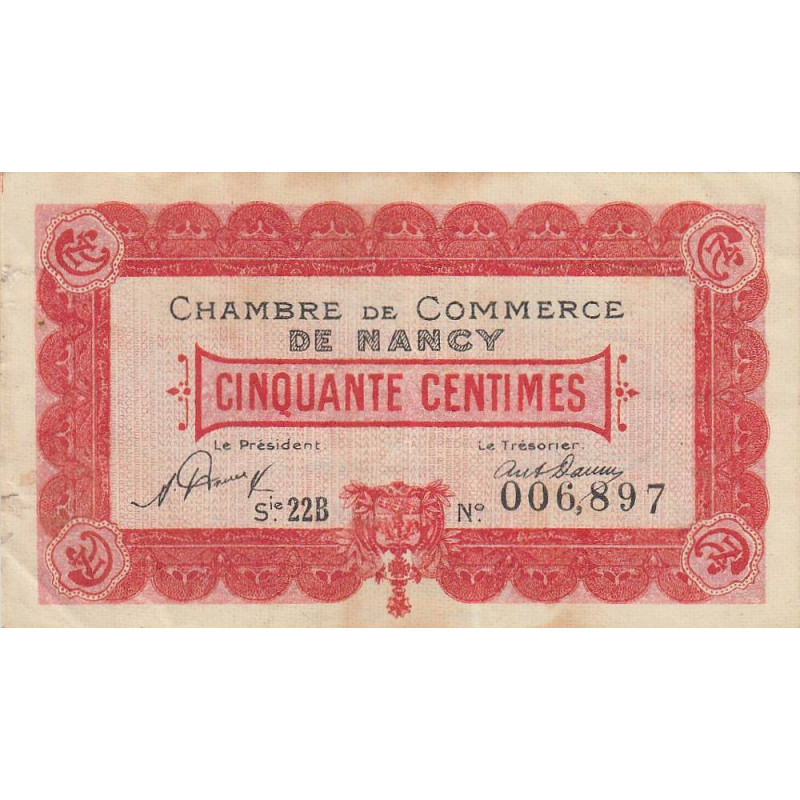 CHAMBRE DE COMMERCE
DE NANCY
CINQUANTE CENTIMES
Le Président. Le Trésorier.
Sie. 22B No. 006,897